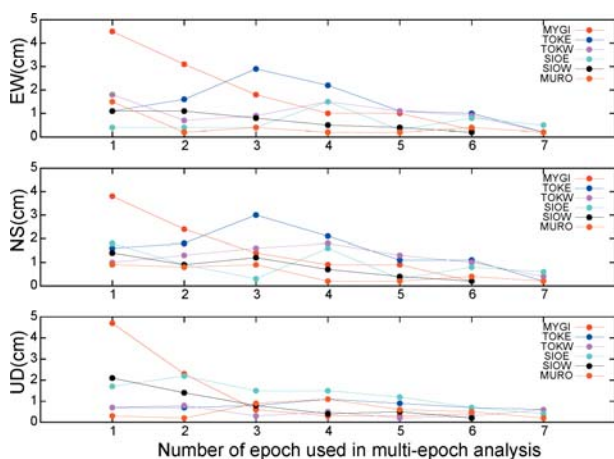 5
4
3
2
1
0
EW(cm)
MYGI
TOKE
TOKW
SIOE
SIOW
MURO
1 2 3 4 5 6 7
5
4
3
2
1
0
NS(cm)
MYGI
TOKE
TOKW
SIOE
SIOW
MURO
1 2 3 4 5 6 7
5
4
3
2
1
0
UD(cm)
MYGI
TOKE
TOKW
SIOE
SIOW
MURO
1 2 3 4 5 6 7
Number of epoch used in multi-epoch analysis